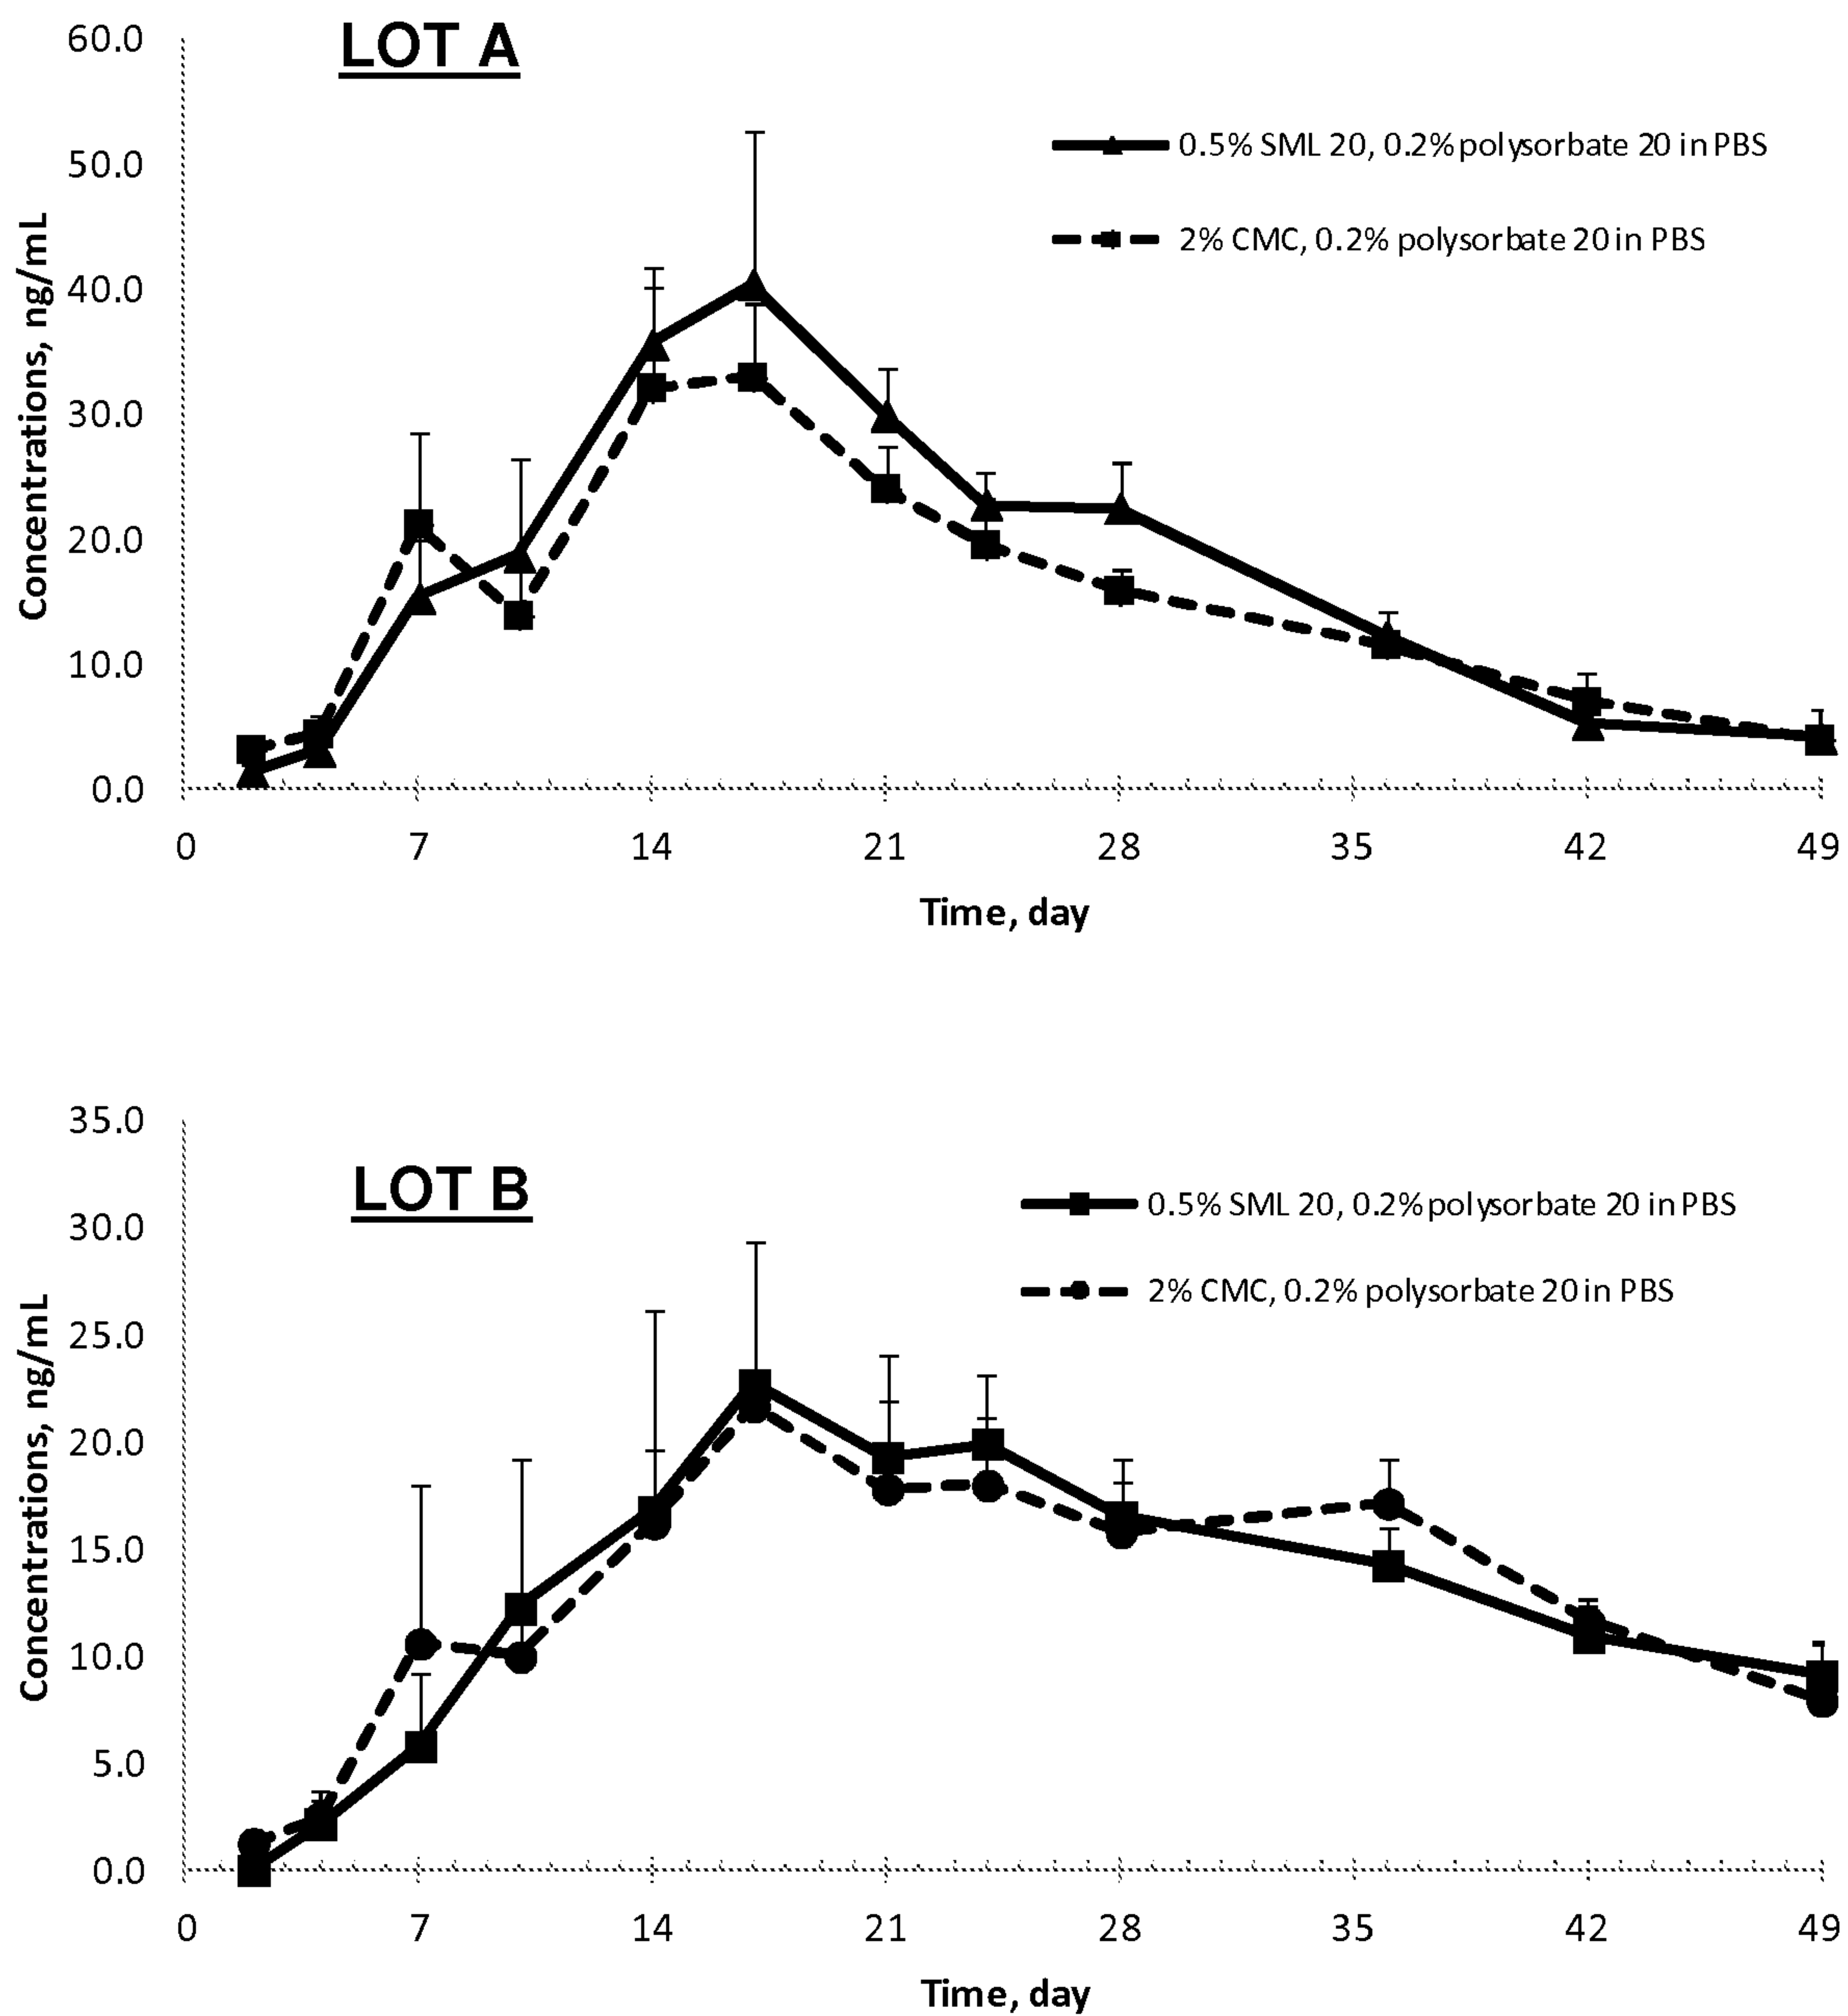 LOT A
60.0
50.0
40.0
30.0
20.0
10.0
0.0
Concentrations, ng/mL
0.5% SML 20, 0.2% polysorbate 20 in PBS
2% CMC, 0.2% polysorbate 20 in PBS
0 7 14 21 28 35 42 49
Time, day
LOT B
35.0
30.0
25.0
20.0
15.0
10.0
5.0
0.0
Concentrations, ng/mL
0.5% SML 20, 0.2% polysorbate 20 in PBS
2% CMC, 0.2% polysorbate 20 in PBS
0 7 14 21 28 35 42 49
Time, day